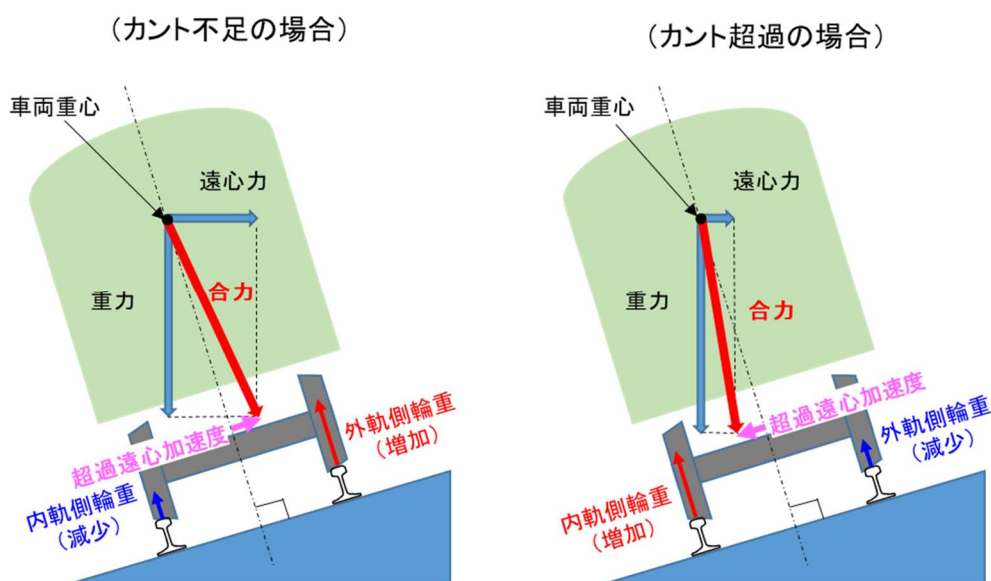 (カント不足の場合)
車両重心
遠心力
重力
合力
超過遠心加速度
外軌側輪重
(増加)
内軌側輪重
(減少)
(カント超過の場合)
車両重心
遠心力
重力
合力
超過遠心加速度
外軌側輪重
(減少)
内軌側輪重
(増加)